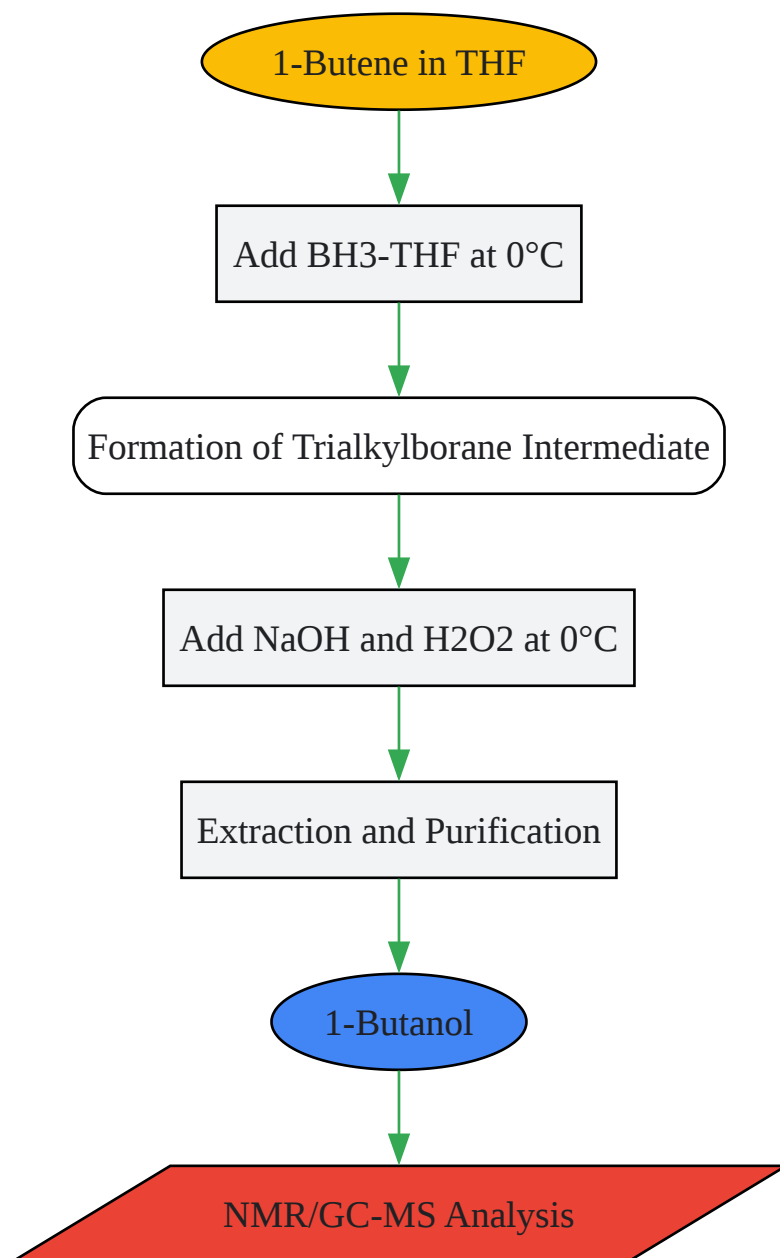 1-Butene in THF
Add BH3-THF at 0°C
Formation of Trialkylborane Intermediate
Add NaOH and H2O2 at 0°C
Extraction and Purification
1-Butanol
NMR/GC-MS Analysis